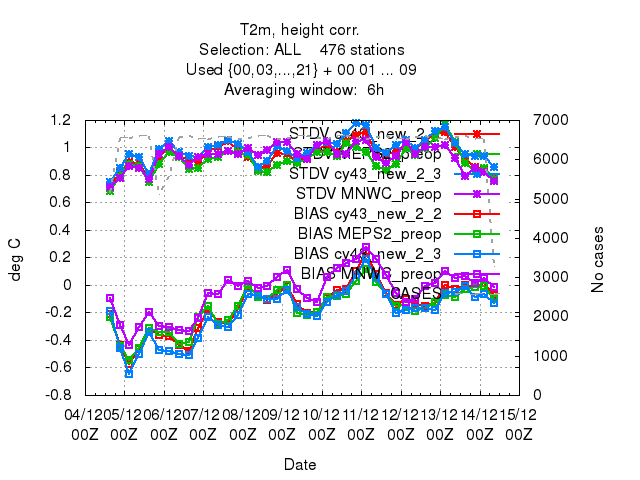 T2m, height corr.
Selection: ALL 476 stations
Used {00,03,...,21} + 00 01 ... 09
Averaging window: 6h
STDV cy43_new_2_2
STDV MEPS2_preop
STDV cy43_new_2_3
STDV MNWC_preop
BIAS cy43_new_2_2
BIAS MEPS2_preop
BIAS cy43_new_2_3
BIAS MNWC_preop
CASES
deg C
1.2
1
0.8
0.6
0.4
0.2
0
-0.2
-0.4
-0.6
-0.8
7000
6000
5000
4000
3000
2000
1000
0
No cases
04/12 05/12 06/12 07/12 08/12 09/12 10/12 11/12 12/12 13/12 14/12 15/12
00Z 00Z 00Z 00Z 00Z 00Z 00Z 00Z 00Z 00Z 00Z 00Z
Date